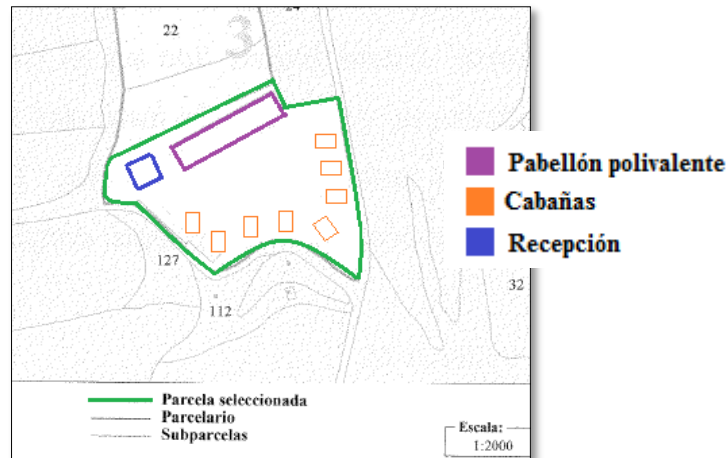 24
22
3
Pabellón polivalente
Cabañas
Recepción
127
32
112
Parcela seleccionada
Parcelario
Subparcelas
Escala:
1:2000